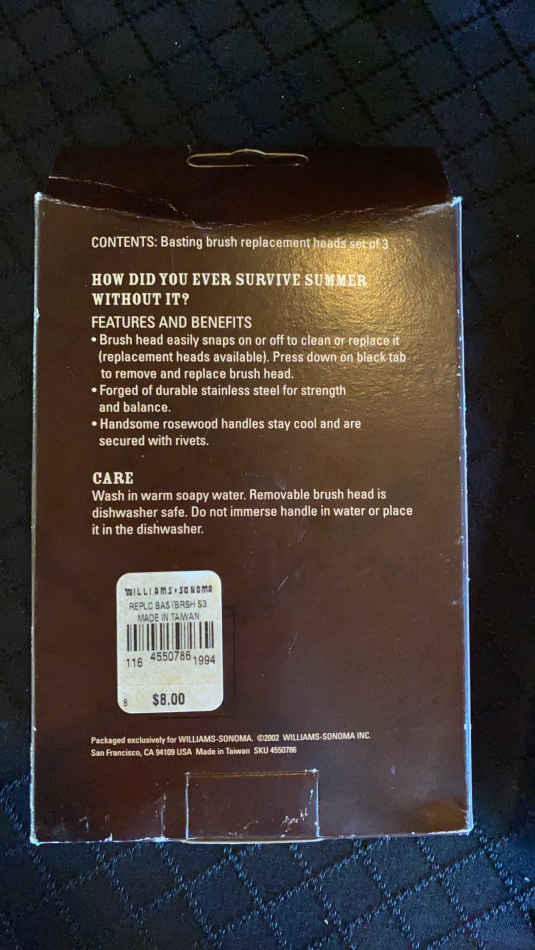 CONTENTS: Basting brush replacement heads set of 3
HOW DID YOU EVER SURVIVE SUMMER
WITHOUT IT?
FEATURES AND BENEFITS
• Brush head easily snaps on or off to clean or replace it
(replacement heads available). Press down on black tab
to remove and replace brush head.
• Forged of durable stainless steel for strength
and balance.
• Handsome rosewood handles stay cool and are
secured with rivets.
CARE
Wash in warm soapy water. Removable brush head is
dishwasher safe. Do not immerse handle in water or place
it in the dishwasher.
WILLIAMS-SONOMA
REPLC BASTBRSH S3
MADE IN TAIWAN
116 4550786 1994
6 $8.00
Packaged exclusively for WILLIAMS-SONOMA. ©2002 WILLIAMS-SONOMA INC.
San Francisco, CA 94109 USA Made in Taiwan SKU 4550786